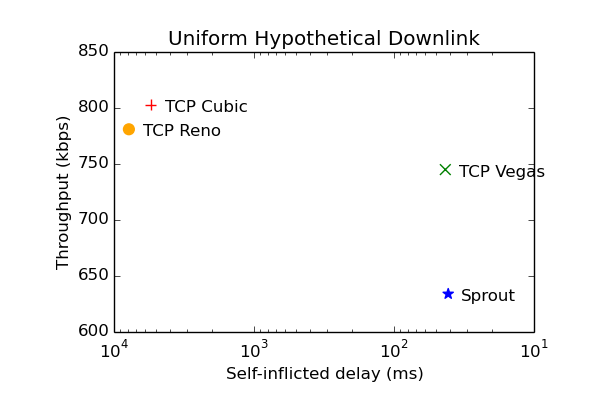 Uniform Hypothetical Downlink
850
800
750
700
650
600
Throughput (kbps)
TCP Cubic
TCP Reno
TCP Vegas
Sprout
10^4
10^3
10^2
10^1
Self-inflicted delay (ms)